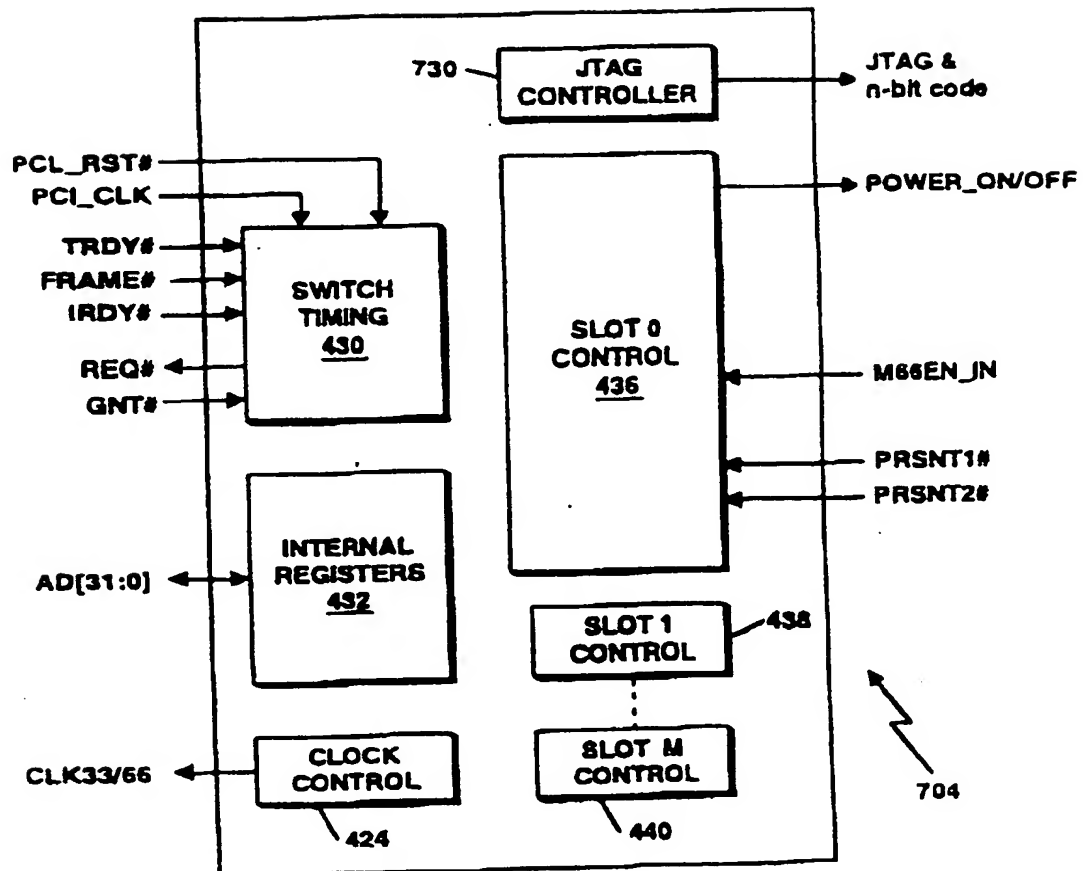 730
JTAG
CONTROLLER
JTAG &
n-bit code
PCL_RST#
PCI_CLK
TRDY#
FRAME#
IRDY#
REQ#
GNT#
SWITCH
TIMING
430
SLOT 0
CONTROL
436
POWER_ON/OFF
M66EN_IN
PRSNT1#
PRSNT2#
AD[31:0]
INTERNAL
REGISTERS
432
SLOT 1
CONTROL
438
CLK33/66
CLOCK
CONTROL
424
SLOT M
CONTROL
440
704